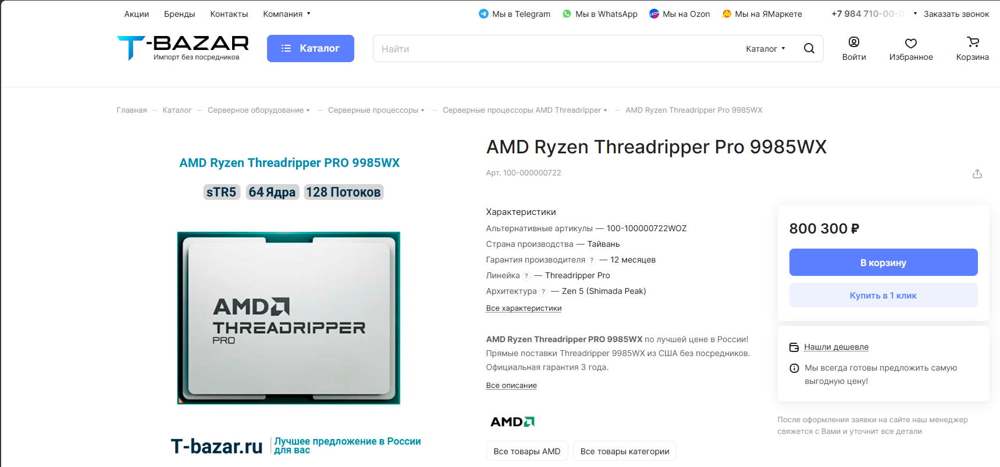 Акции Бренды Контакты Компания Мы в Telegram Мы в WhatsApp Мы на Ozon Мы на ЯМаркете +7 984 710-00-0 Заказать звонок
T-BAZAR
Импорт без посредников
Каталог
Найти
Каталог
Войти
Избранное
Корзина
Главная — Каталог — Серверное оборудование — Серверные процессоры — Серверные процессоры AMD Threadripper — AMD Ryzen Threadripper Pro 9985WX
AMD Ryzen Threadripper PRO 9985WX
sTR5 64 Ядра 128 Потоков
AMD
THREADRIPPER
PRO
T-bazar.ru
Лучшее предложение в России
для вас
AMD Ryzen Threadripper Pro 9985WX
Арт. 100-000000722
Характеристики
Альтернативные артикулы — 100-100000722WOZ
Страна производства — Тайвань
Гарантия производителя ? — 12 месяцев
Линейка ? — Threadripper Pro
Архитектура ? — Zen 5 (Shimada Peak)
Все характеристики
AMD Ryzen Threadripper PRO 9985WX по лучшей цене в России!
Прямые поставки Threadripper 9985WX из США без посредников.
Официальная гарантия 3 года.
Все описание
AMD
Все товары AMD
Все товары категории
800 300 ₽
В корзину
Купить в 1 клик
Нашли дешевле
Мы всегда готовы предложить самую
выгодную цену!
После оформления заявки на сайте наш менеджер
свяжется с Вами и уточнит все детали